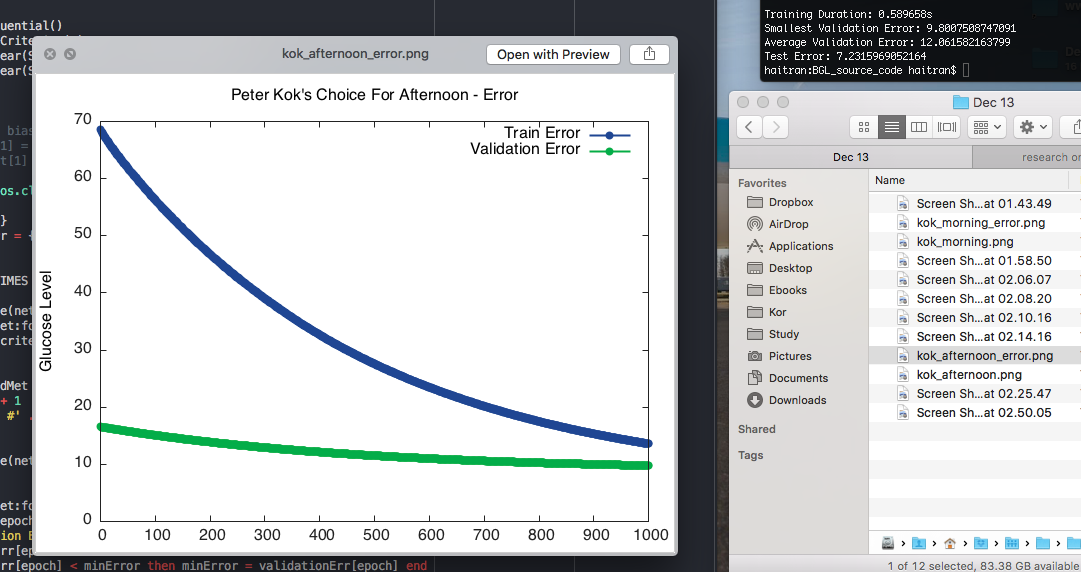 uential()
Crite
ear(S
ear(S
bias
1] =
t[1]
os.cl
}
r =
IMES
e(net
et:fo
crite
dMet
+ 1
#'
e(net
et:fo
epoch
ion E
rr[ep
rr[epoch] < minError then minError = validationErr[epoch] end
kok_afternoon_error.png
Open with Preview
Peter Kok's Choice For Afternoon - Error
Train Error
Validation Error
Glucose Level
70
60
50
40
30
20
10
0
0 100 200 300 400 500 600 700 800 900 1000
Training Duration: 0.589658s
Smallest Validation Error: 9.8007508747091
Average Validation Error: 12.061582163799
Test Error: 7.2315969052164
haitran:BGL_source_code haitran$
Dec 13
Dec 13
research or
Favorites
Dropbox
AirDrop
Applications
Desktop
Ebooks
Kor
Study
Pictures
Documents
Downloads
Shared
Tags
Name
Screen Sh...at 01.43.49
kok_morning_error.png
kok_morning.png
Screen Sh...at 01.58.50
Screen Sh...at 02.06.07
Screen Sh...at 02.08.20
Screen Sh...at 02.10.16
Screen Sh...at 02.14.16
kok_afternoon_error.png
kok_afternoon.png
Screen Sh...at 02.25.47
Screen Sh...at 02.50.05
1 of 12 selected, 83.38 GB available